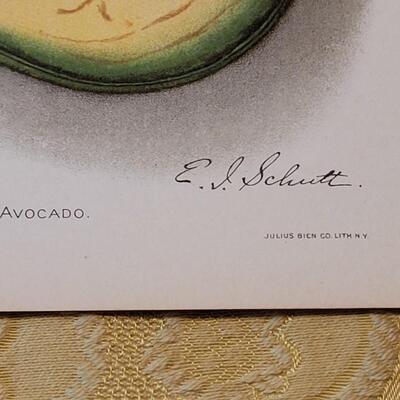 E. I. Schutt.
AVOCADO.
JULIUS BIEN CO. LITH N.Y.